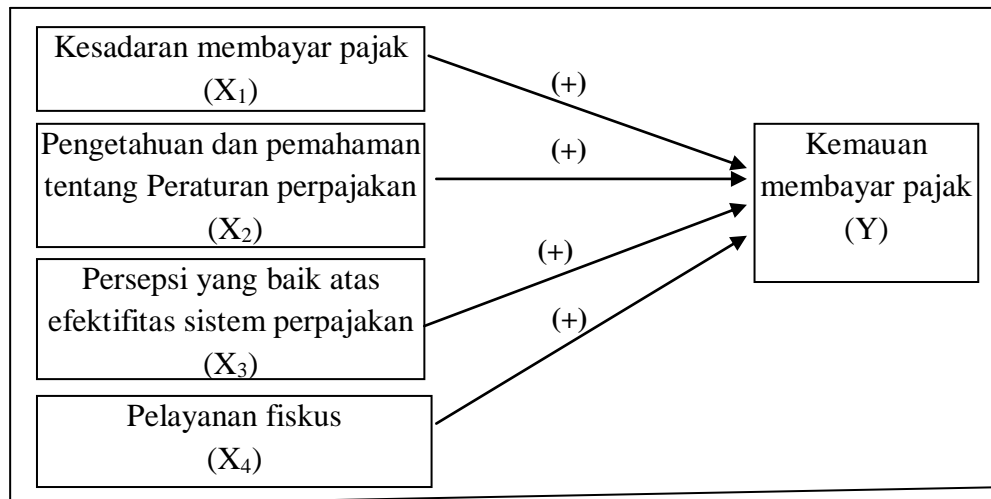 Kesadaran membayar pajak
(X₁)
(+)
Pengetahuan dan pemahaman
tentang Peraturan perpajakan
(X₂)
(+)
Persepsi yang baik atas
efektifitas sistem perpajakan
(X₃)
(+)
Pelayanan fiskus
(X₄)
(+)
Kemauan
membayar pajak
(Y)